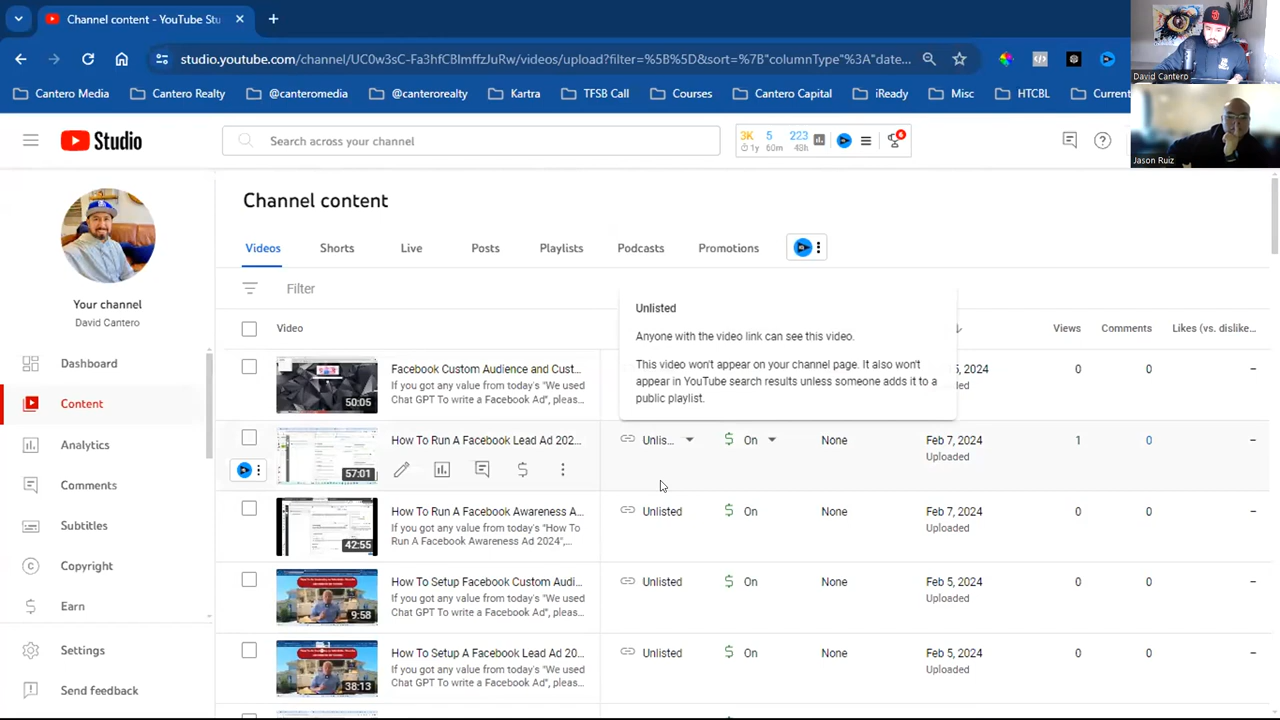 Channel content - YouTube Stu
studio.youtube.com/channel/UC0w3sC-Fa3hfCBlmffzJuRw/videos/upload?filter=%5B%5D&sort=%7B"columnType"%3A"date...
Cantero Media
Cantero Realty
@canteromedia
@canterorealty
Kartra
TFSB Call
Courses
Cantero Capital
iReady
Misc
HTCBL
Current
David Cantero
Jason Ruiz
Studio
Search across your channel
3K 5 223
1y 60m 48h
6
Channel content
Videos
Shorts
Live
Posts
Playlists
Podcasts
Promotions
Your channel
David Cantero
Dashboard
Content
Analytics
Comments
Subtitles
Copyright
Earn
Settings
Send feedback
Filter
Video
Views
Comments
Likes (vs. dislike...
Unlisted
Anyone with the video link can see this video.
This video won't appear on your channel page. It also won't
appear in YouTube search results unless someone adds it to a
public playlist.
50:05
Facebook Custom Audience and Cust...
If you got any value from today's "We used
Chat GPT To write a Facebook Ad", pleas...
5, 2024
0
0
–
57:01
How To Run A Facebook Lead Ad 202...
Unlis...
On
None
Feb 7, 2024
Uploaded
1
0
–
42:55
How To Run A Facebook Awareness A...
If you got any value from today's "How To
Run A Facebook Awareness Ad 2024",...
Unlisted
On
None
Feb 7, 2024
Uploaded
0
0
–
9:58
How To Setup Facebook Custom Audi...
If you got any value from today's "We used
Chat GPT To write a Facebook Ad", pleas...
Unlisted
On
None
Feb 5, 2024
Uploaded
0
0
–
38:13
How To Setup A Facebook Lead Ad 20...
If you got any value from today's "We used
Chat GPT To write a Facebook Ad", pleas...
Unlisted
On
None
Feb 5, 2024
Uploaded
0
0
–